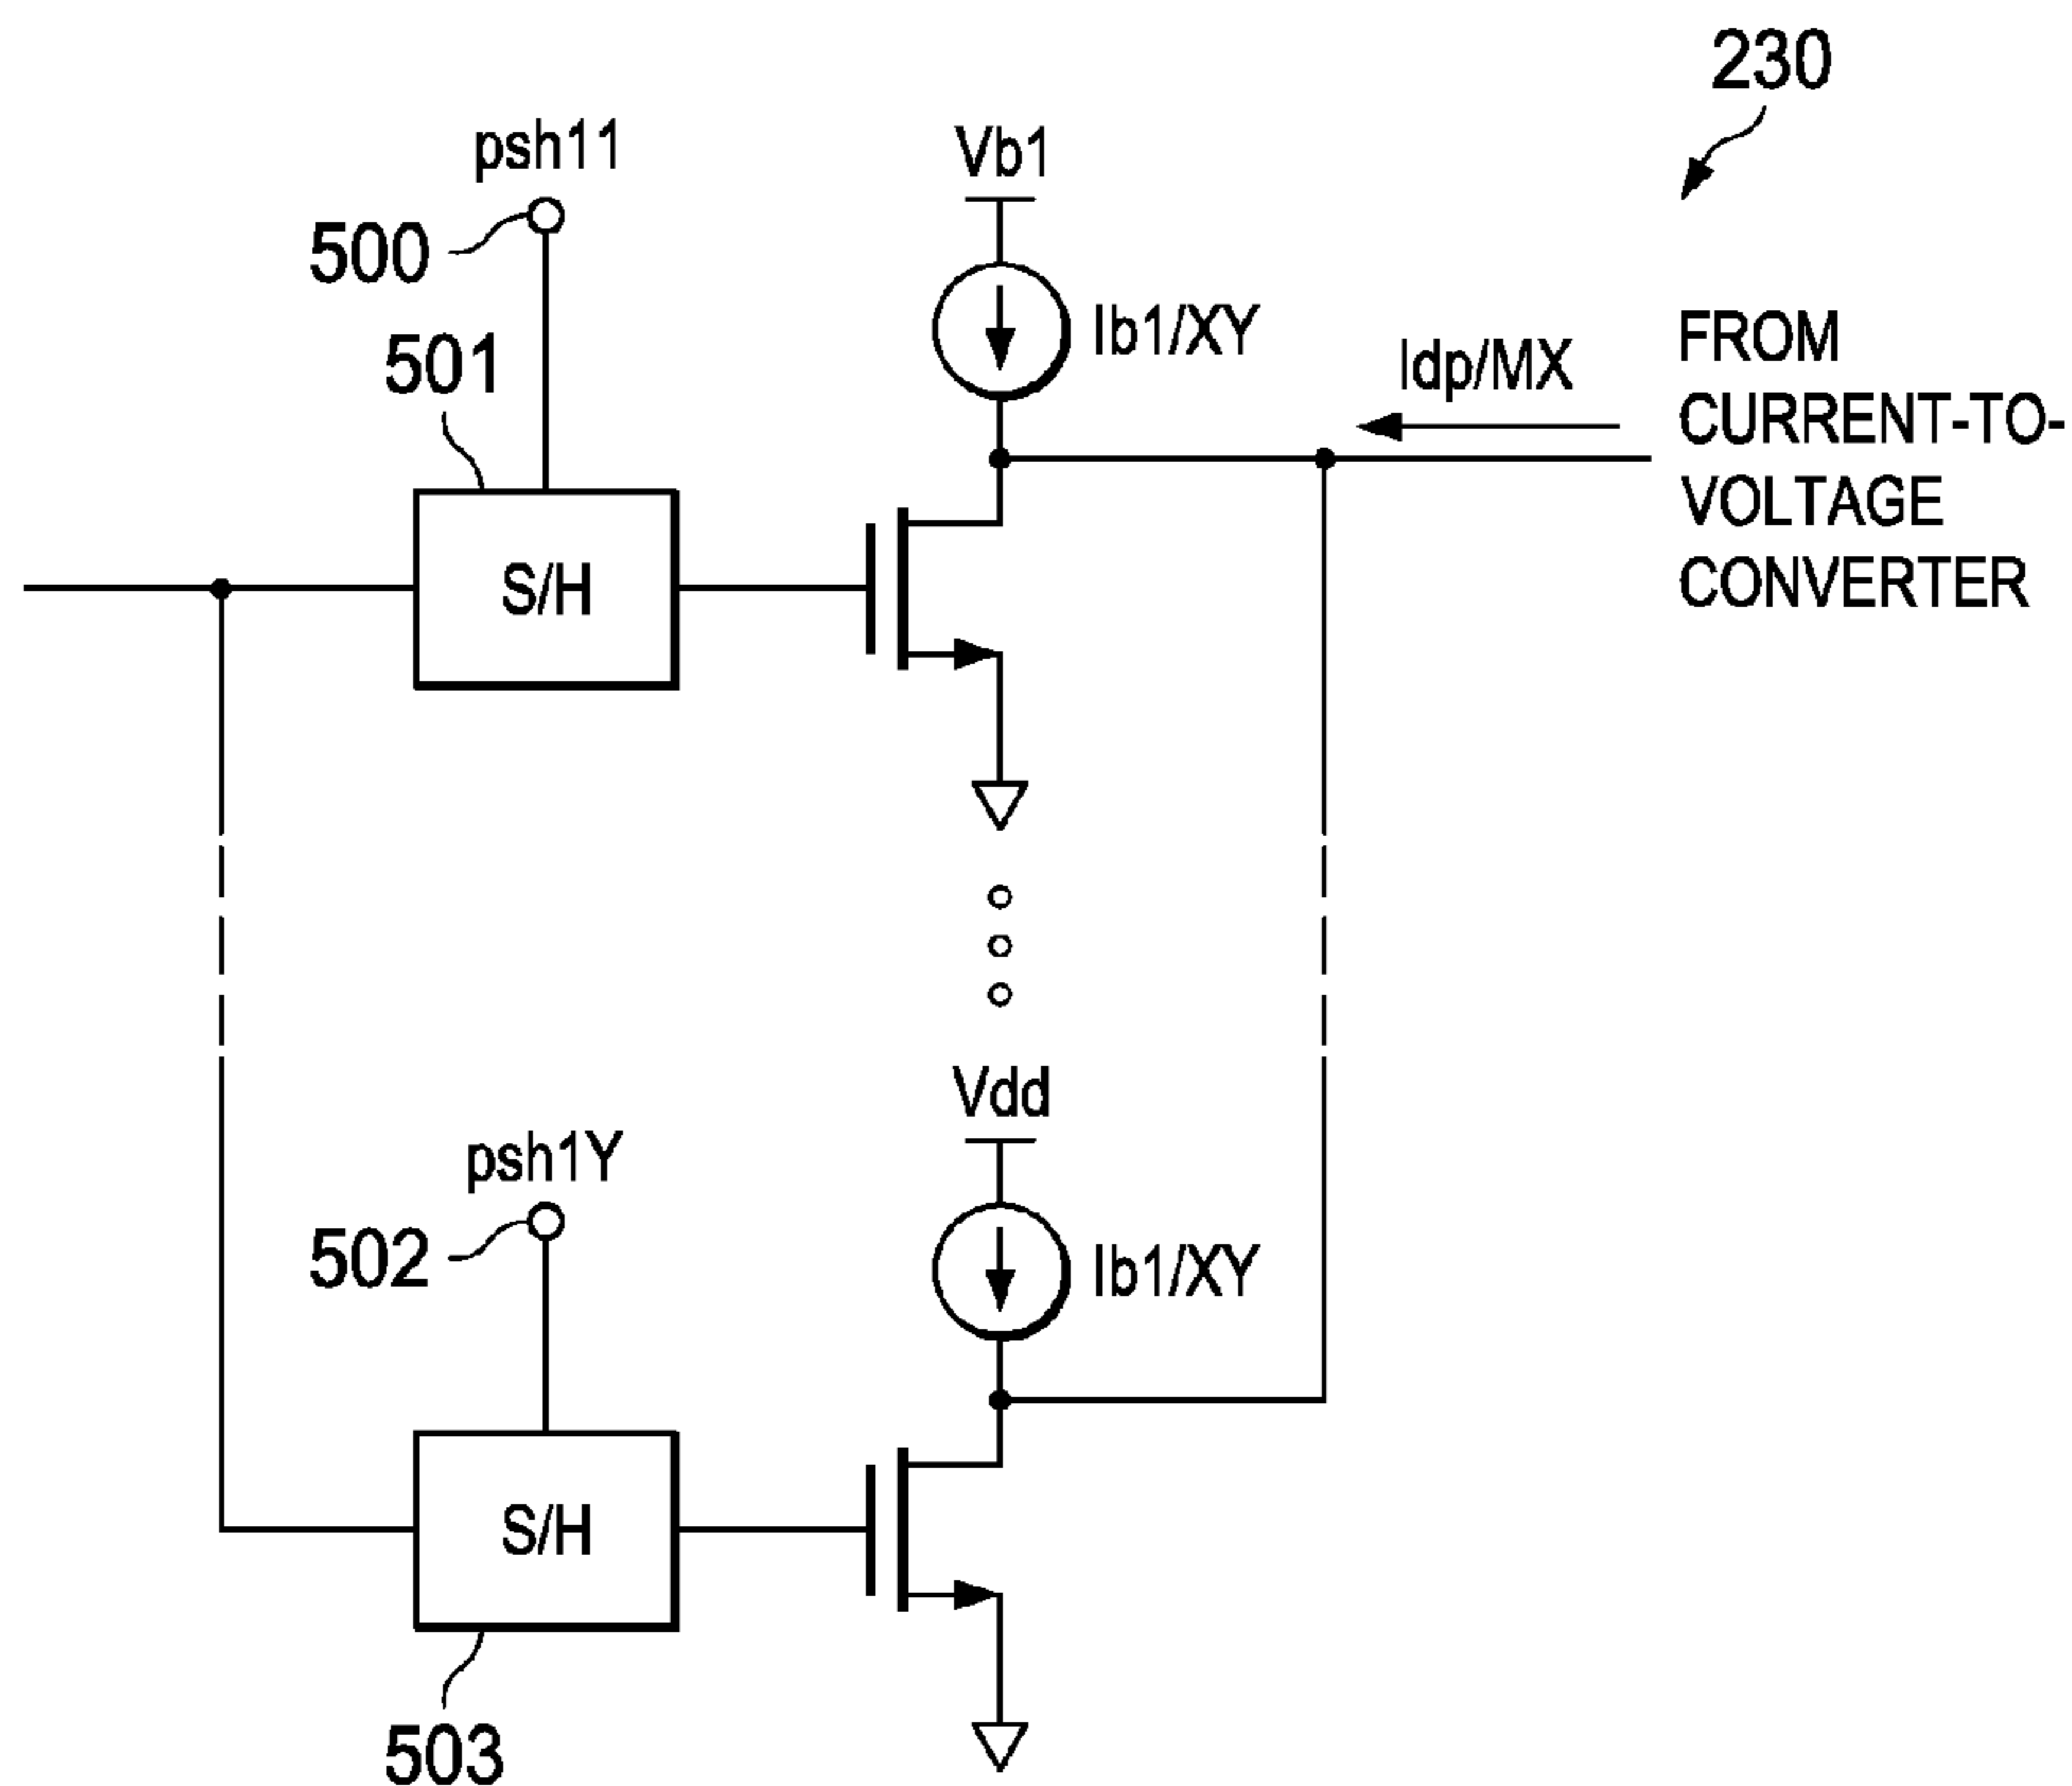 230
psh11
Vb1
500
501
Ib1/XY
Idp/MX
FROM
CURRENT-TO-
VOLTAGE
CONVERTER
S/H
Vdd
psh1Y
502
Ib1/XY
S/H
503